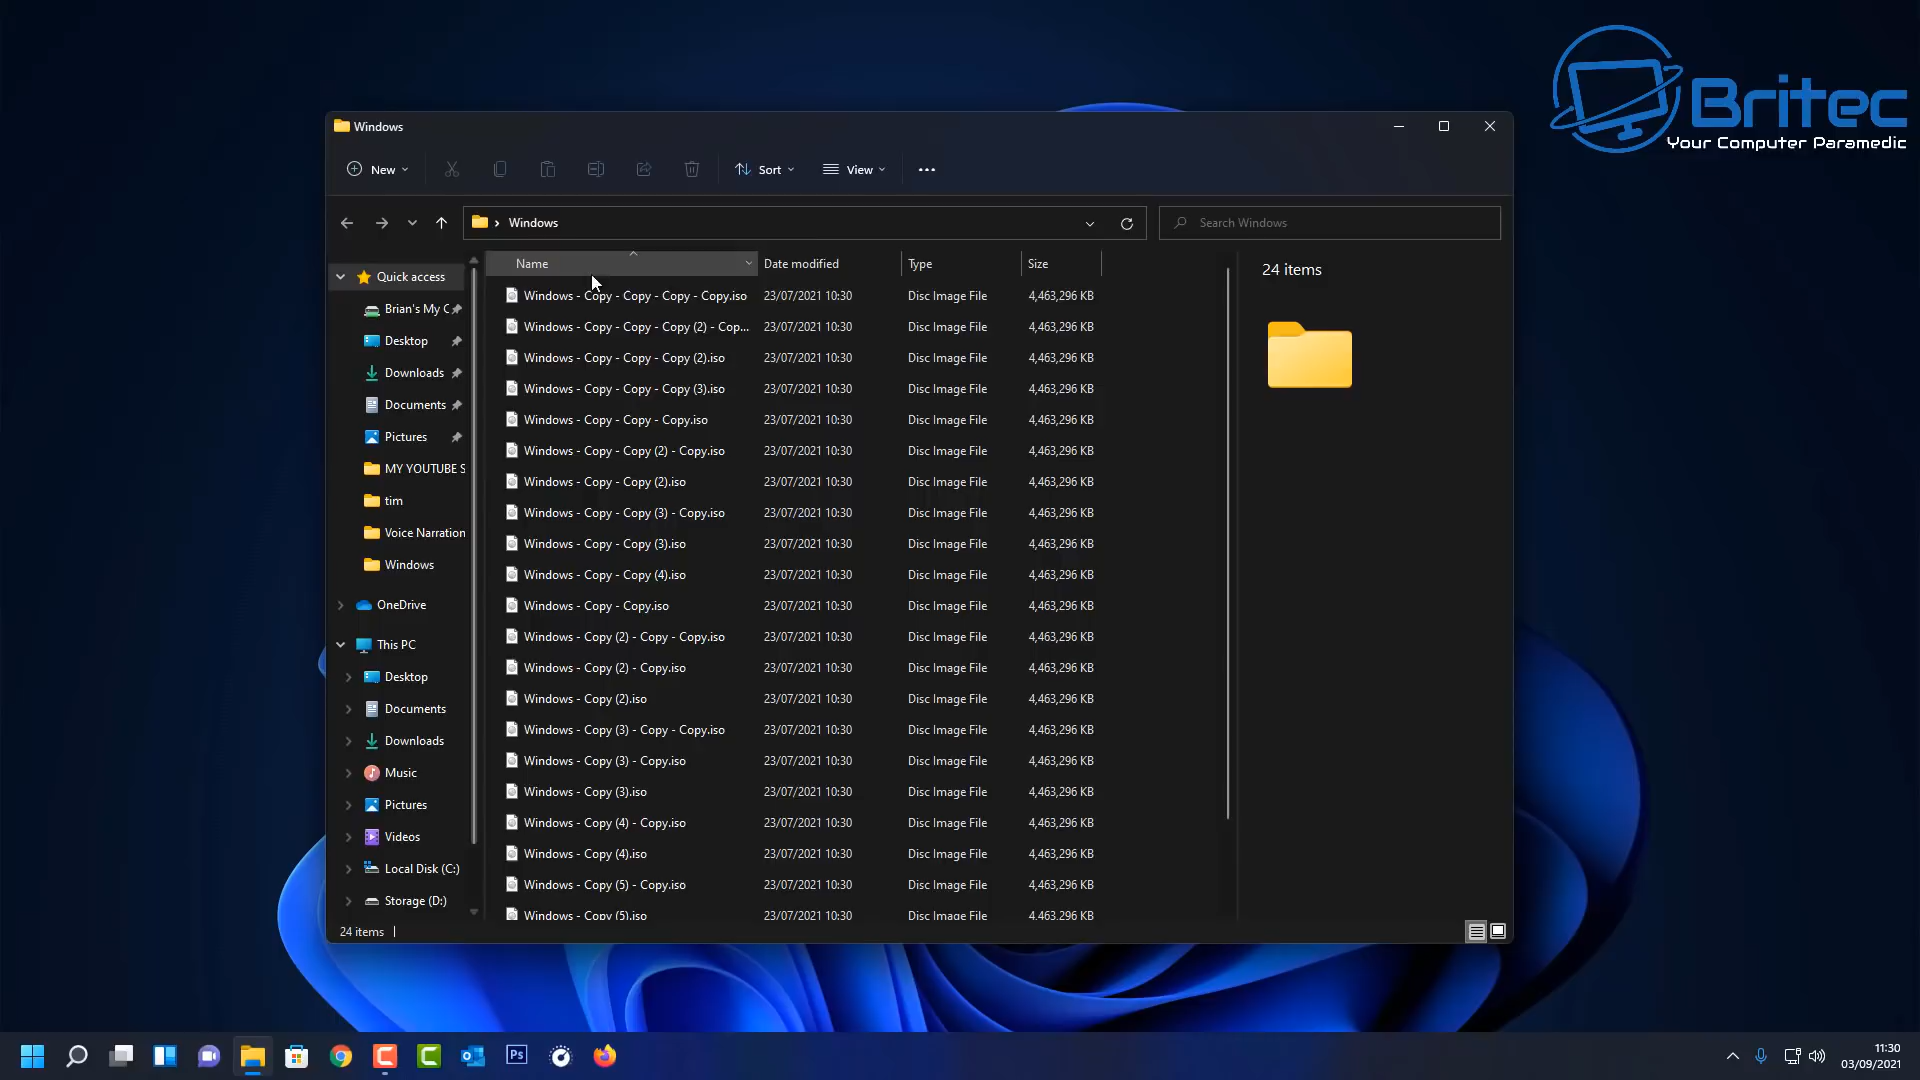 Britec
Your Computer Paramedic
Windows
New
Sort
View
Windows
Search Windows
Name Date modified Type Size
24 items
Quick access
Brian's My C
Desktop
Downloads
Documents
Pictures
MY YOUTUBE S
tim
Voice Narration
Windows
OneDrive
This PC
Desktop
Documents
Downloads
Music
Pictures
Videos
Local Disk (C:)
Storage (D:)
Windows - Copy - Copy - Copy - Copy.iso 23/07/2021 10:30 Disc Image File 4,463,296 KB
Windows - Copy - Copy - Copy (2) - Cop... 23/07/2021 10:30 Disc Image File 4,463,296 KB
Windows - Copy - Copy - Copy (2).iso 23/07/2021 10:30 Disc Image File 4,463,296 KB
Windows - Copy - Copy - Copy (3).iso 23/07/2021 10:30 Disc Image File 4,463,296 KB
Windows - Copy - Copy - Copy.iso 23/07/2021 10:30 Disc Image File 4,463,296 KB
Windows - Copy - Copy (2) - Copy.iso 23/07/2021 10:30 Disc Image File 4,463,296 KB
Windows - Copy - Copy (2).iso 23/07/2021 10:30 Disc Image File 4,463,296 KB
Windows - Copy - Copy (3) - Copy.iso 23/07/2021 10:30 Disc Image File 4,463,296 KB
Windows - Copy - Copy (3).iso 23/07/2021 10:30 Disc Image File 4,463,296 KB
Windows - Copy - Copy (4).iso 23/07/2021 10:30 Disc Image File 4,463,296 KB
Windows - Copy - Copy.iso 23/07/2021 10:30 Disc Image File 4,463,296 KB
Windows - Copy (2) - Copy - Copy.iso 23/07/2021 10:30 Disc Image File 4,463,296 KB
Windows - Copy (2) - Copy.iso 23/07/2021 10:30 Disc Image File 4,463,296 KB
Windows - Copy (2).iso 23/07/2021 10:30 Disc Image File 4,463,296 KB
Windows - Copy (3) - Copy - Copy.iso 23/07/2021 10:30 Disc Image File 4,463,296 KB
Windows - Copy (3) - Copy.iso 23/07/2021 10:30 Disc Image File 4,463,296 KB
Windows - Copy (3).iso 23/07/2021 10:30 Disc Image File 4,463,296 KB
Windows - Copy (4) - Copy.iso 23/07/2021 10:30 Disc Image File 4,463,296 KB
Windows - Copy (4).iso 23/07/2021 10:30 Disc Image File 4,463,296 KB
Windows - Copy (5) - Copy.iso 23/07/2021 10:30 Disc Image File 4,463,296 KB
Windows - Copy (5).iso 23/07/2021 10:30 Disc Image File 4,463,296 KB
24 items
Ps
11:30
03/09/2021